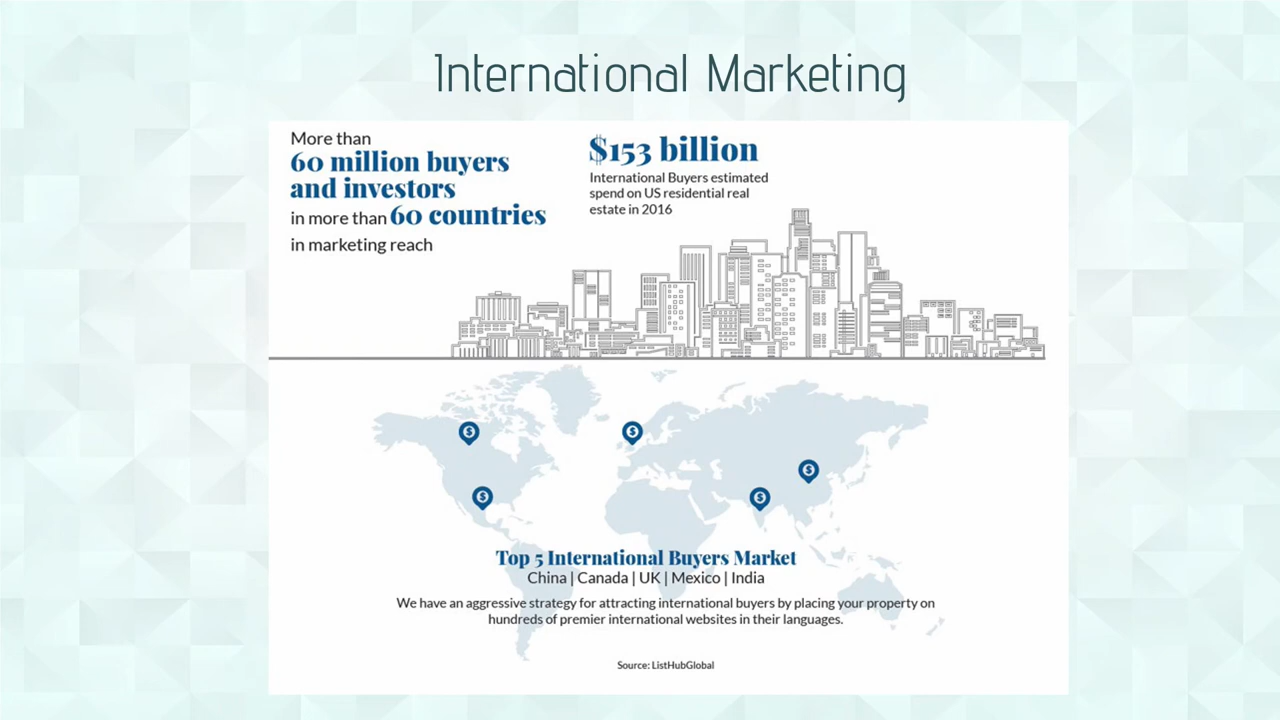 International Marketing
More than
60 million buyers
and investors
in more than 60 countries
in marketing reach
$153 billion
International Buyers estimated
spend on US residential real
estate in 2016
$
$
$
$
$
Top 5 International Buyers Market
China | Canada | UK | Mexico | India
We have an aggressive strategy for attracting international buyers by placing your property on
hundreds of premier international websites in their languages.
Source: ListHubGlobal